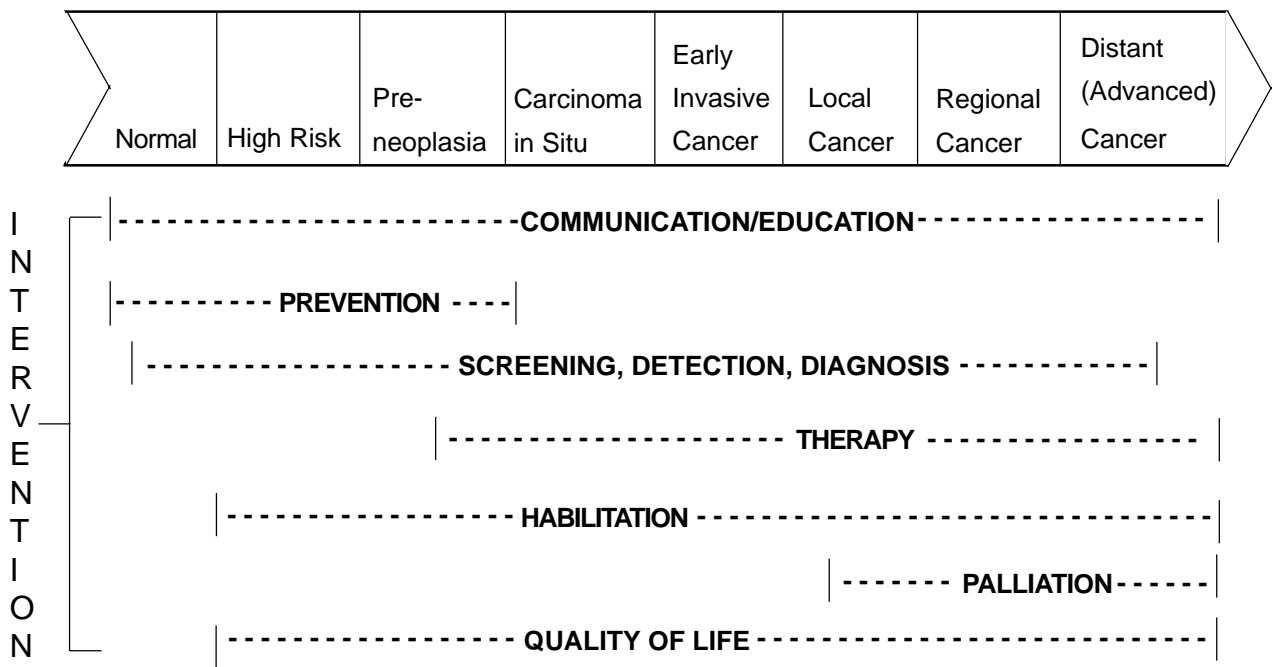 Normal
High Risk
Pre-
neoplasia
Carcinoma
in Situ
Early
Invasive
Cancer
Local
Cancer
Regional
Cancer
Distant
(Advanced)
Cancer
INTERVENTION
COMMUNICATION/EDUCATION
PREVENTION
SCREENING, DETECTION, DIAGNOSIS
THERAPY
HABILITATION
PALLIATION
QUALITY OF LIFE